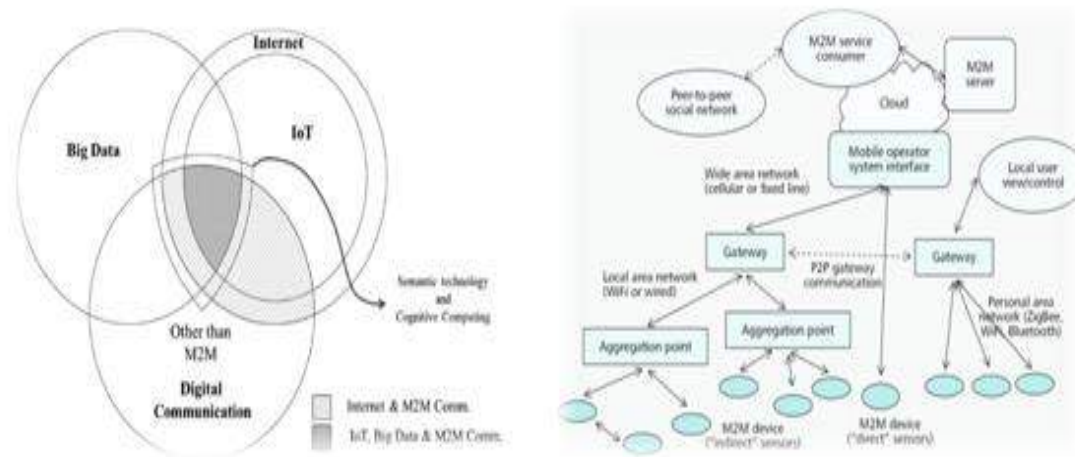 Internet
Big Data
IoT
Semantic technology
and
Cognitive Computing
Other than
M2M
Digital
Communication
Internet & M2M Comm.
IoT, Big Data & M2M Comm.
M2M service
consumer
M2M
server
Peer-to-peer
social network
Cloud
Mobile operator
system interface
Wide area network
(cellular or fixed line)
Local user
view/control
Gateway
Gateway
P2P gateway
communication
Local area network
(WiFi or wired)
Personal area
network (ZigBee,
WiFi, Bluetooth)
Aggregation point
Aggregation point
M2M device
("indirect" sensors)
M2M device
("direct" sensors)